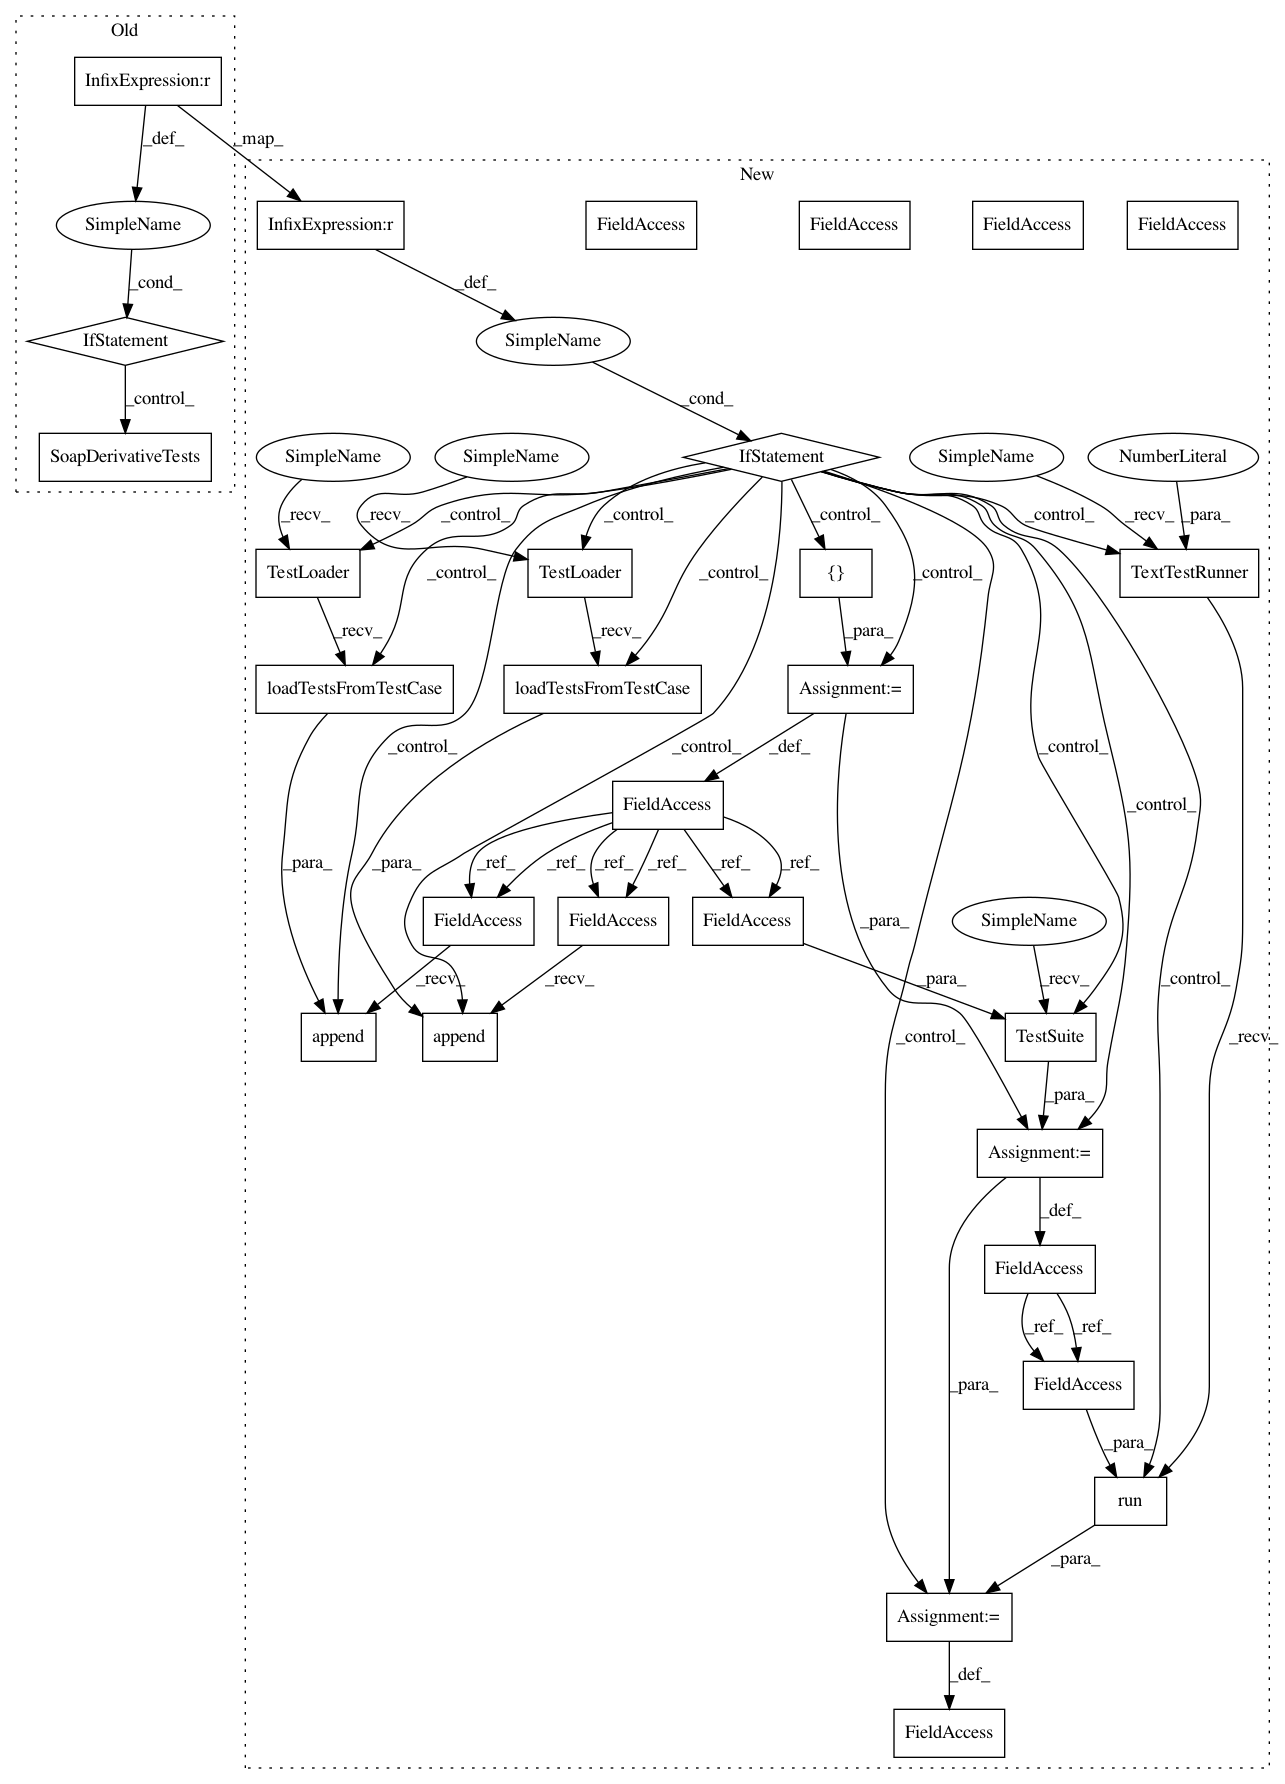 Old
InfixExpression:r
_def_
_map_
New
SimpleName
InfixExpression:r
FieldAccess
FieldAccess
FieldAccess
FieldAccess
_cond_
_def_
IfStatement
SimpleName
_control_
_cond_
SoapDerivativeTests
SimpleName
SimpleName
IfStatement
SimpleName
NumberLiteral
_recv_
_recv_
_control_
_control_
_control_
_control_
_recv_
_para_
TestLoader
TestLoader
{}
TextTestRunner
_control_
_control_
_control_
_recv_
_recv_
_para_
loadTestsFromTestCase
loadTestsFromTestCase
Assignment:=
_control_
_control_
_def_
_control_
FieldAccess
_control_
_para_
_para_
_ref_
_ref_
_ref_
_ref_
_ref_
_ref_
FieldAccess
FieldAccess
FieldAccess
_para_
SimpleName
_recv_
_recv_
_para_
_recv_
_control_
append
append
_control_
TestSuite
_recv_
_para_
Assignment:=
_def_
FieldAccess
_ref_
_ref_
_para_
FieldAccess
_para_
run
_para_
Assignment:=
_def_
FieldAccess